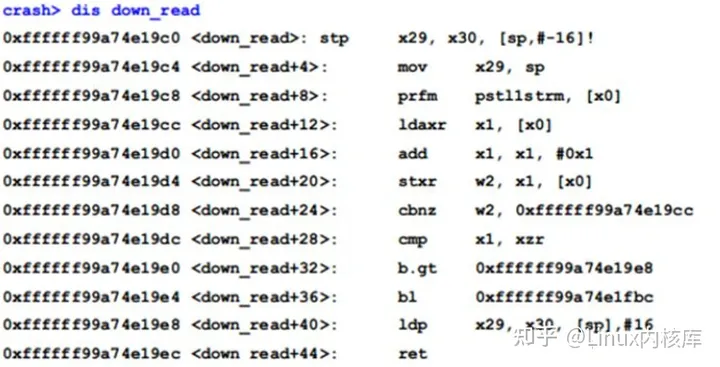 crash> dis down_read
0xffffff99a74e19c0 <down_read>: stp x29, x30, [sp,#-16]!
0xffffff99a74e19c4 <down_read+4>: mov x29, sp
0xffffff99a74e19c8 <down_read+8>: prfm pstl1strm, [x0]
0xffffff99a74e19cc <down_read+12>: ldaxr x1, [x0]
0xffffff99a74e19d0 <down_read+16>: add x1, x1, #0x1
0xffffff99a74e19d4 <down_read+20>: stxr w2, x1, [x0]
0xffffff99a74e19d8 <down_read+24>: cbnz w2, 0xffffff99a74e19cc
0xffffff99a74e19dc <down_read+28>: cmp x1, xzr
0xffffff99a74e19e0 <down_read+32>: b.gt 0xffffff99a74e19e8
0xffffff99a74e19e4 <down_read+36>: bl 0xffffff99a74e1fbc
0xffffff99a74e19e8 <down_read+40>: ldp x29, x30, [sp],#16
0xffffff99a74e19ec <down_read+44>: ret
知乎 @Linux内核库